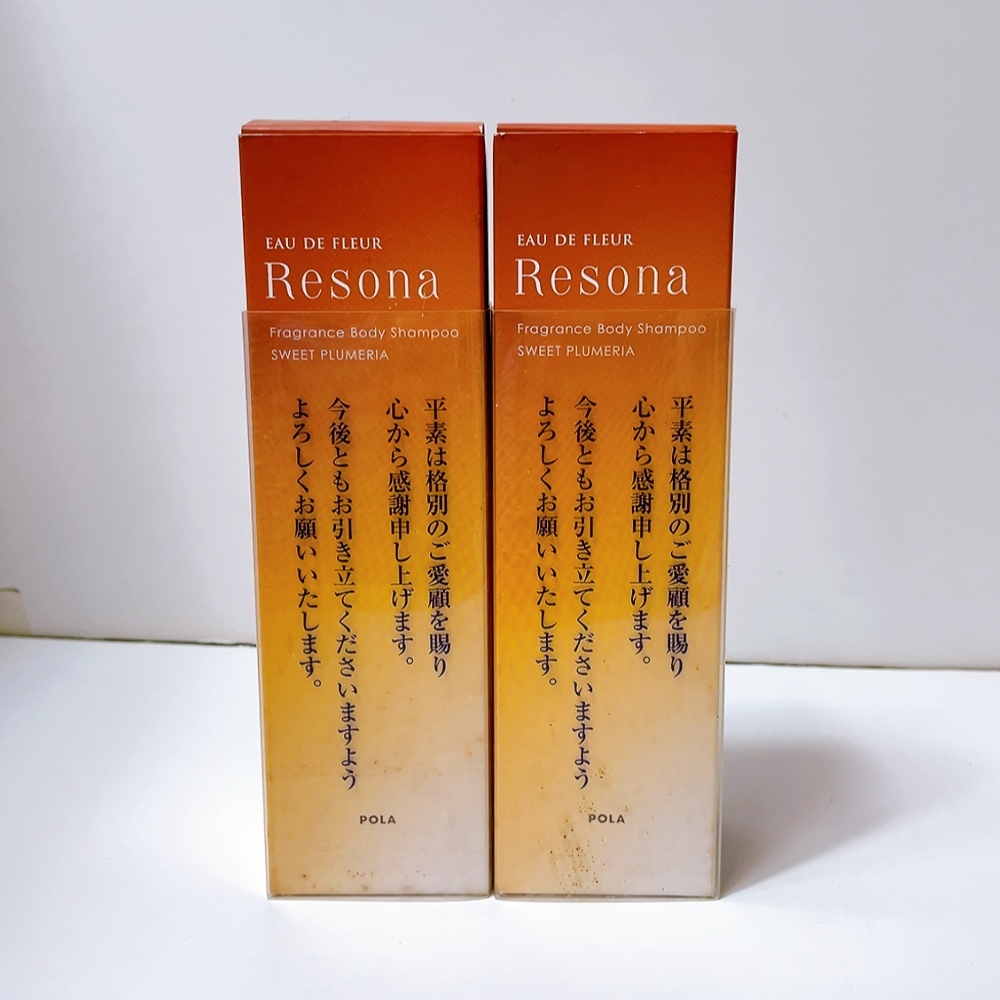 EAU DE FLEUR
Resona
Fragrance Body Shampoo
SWEET PLUMERIA
平素は格別のご愛顧を賜り
心から感謝申し上げます。
今後ともお引き立てくださいますよう
よろしくお願いいたします。
POLA
EAU DE FLEUR
Resona
Fragrance Body Shampoo
SWEET PLUMERIA
平素は格別のご愛顧を賜り
心から感謝申し上げます。
今後ともお引き立てくださいますよう
よろしくお願いいたします。
POLA